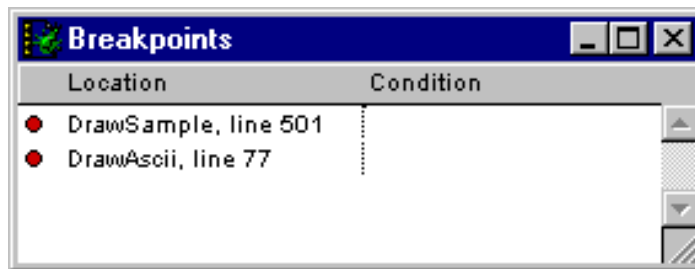 Breakpoints
Location Condition
DrawSample, line 501
DrawAscii, line 77